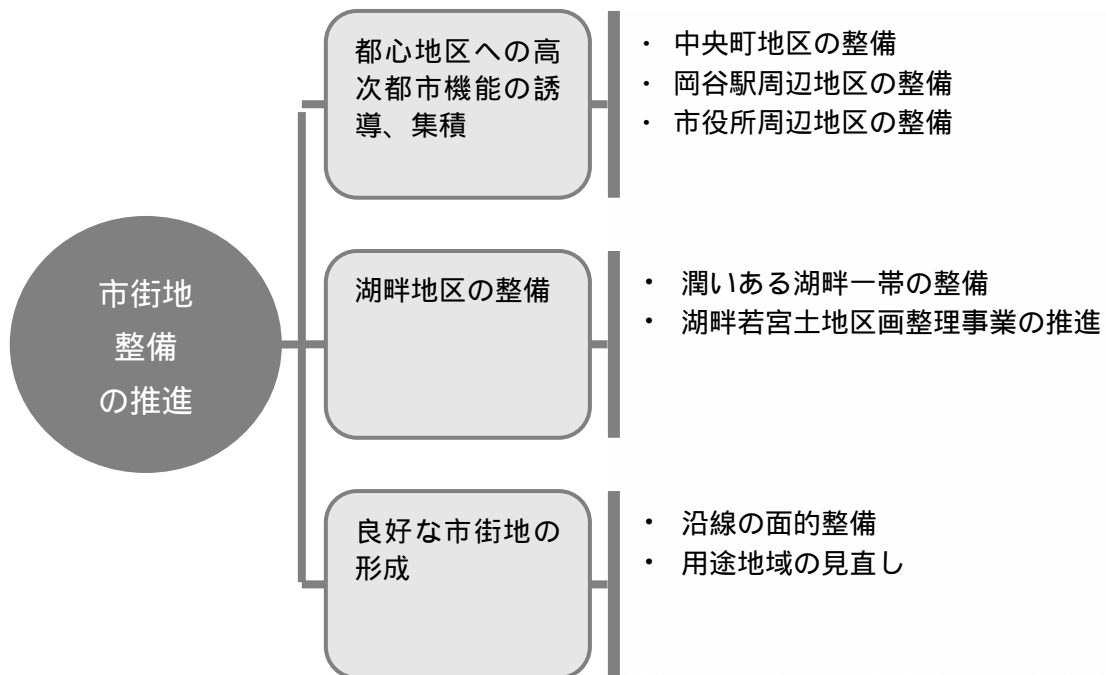 都心地区への高
次都市機能の誘
導、集積
・ 中央町地区の整備
・ 岡谷駅周辺地区の整備
・ 市役所周辺地区の整備
市街地
整備
の推進
湖畔地区の整備
・ 潤いある湖畔一帯の整備
・ 湖畔若宮土地区画整理事業の推進
良好な市街地の
形成
・ 沿線の面的整備
・ 用途地域の見直し